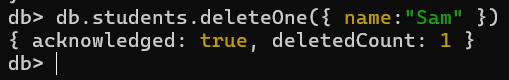 db> db.students.deleteOne({ name:"Sam" })
{ acknowledged: true, deletedCount: 1 }
db>